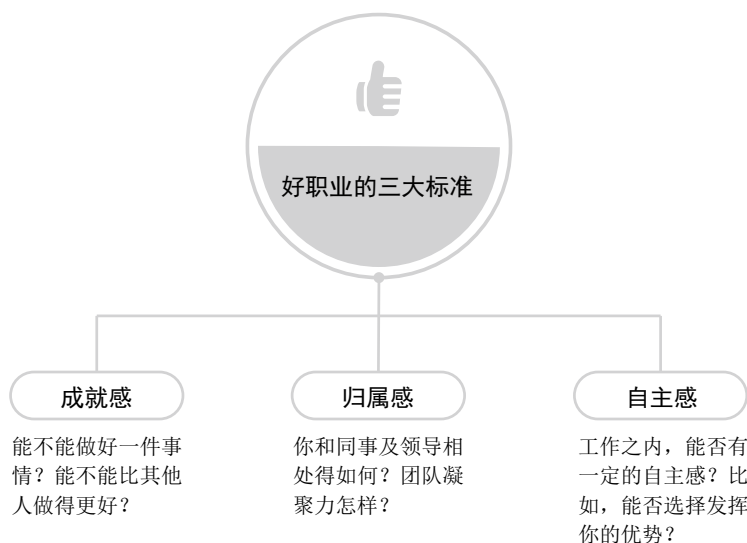 好职业的三大标准
成就感
能不能做好一件事
情？能不能比其他
人做得更好？
归属感
你和同事及领导相
处得如何？团队凝
聚力怎样？
自主感
工作之内，能否有
一定的自主感？比
如，能否选择发挥
你的优势？